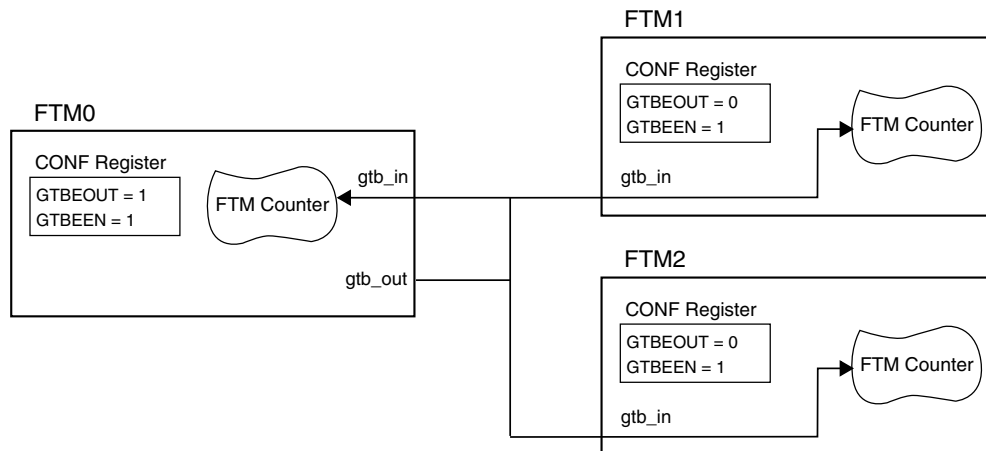 FTM0
CONF Register
GTBEOUT = 1
GTBEEN = 1
FTM Counter
gtb_in
gtb_out
FTM1
CONF Register
GTBEOUT = 0
GTBEEN = 1
FTM Counter
gtb_in
FTM2
CONF Register
GTBEOUT = 0
GTBEEN = 1
FTM Counter
gtb_in